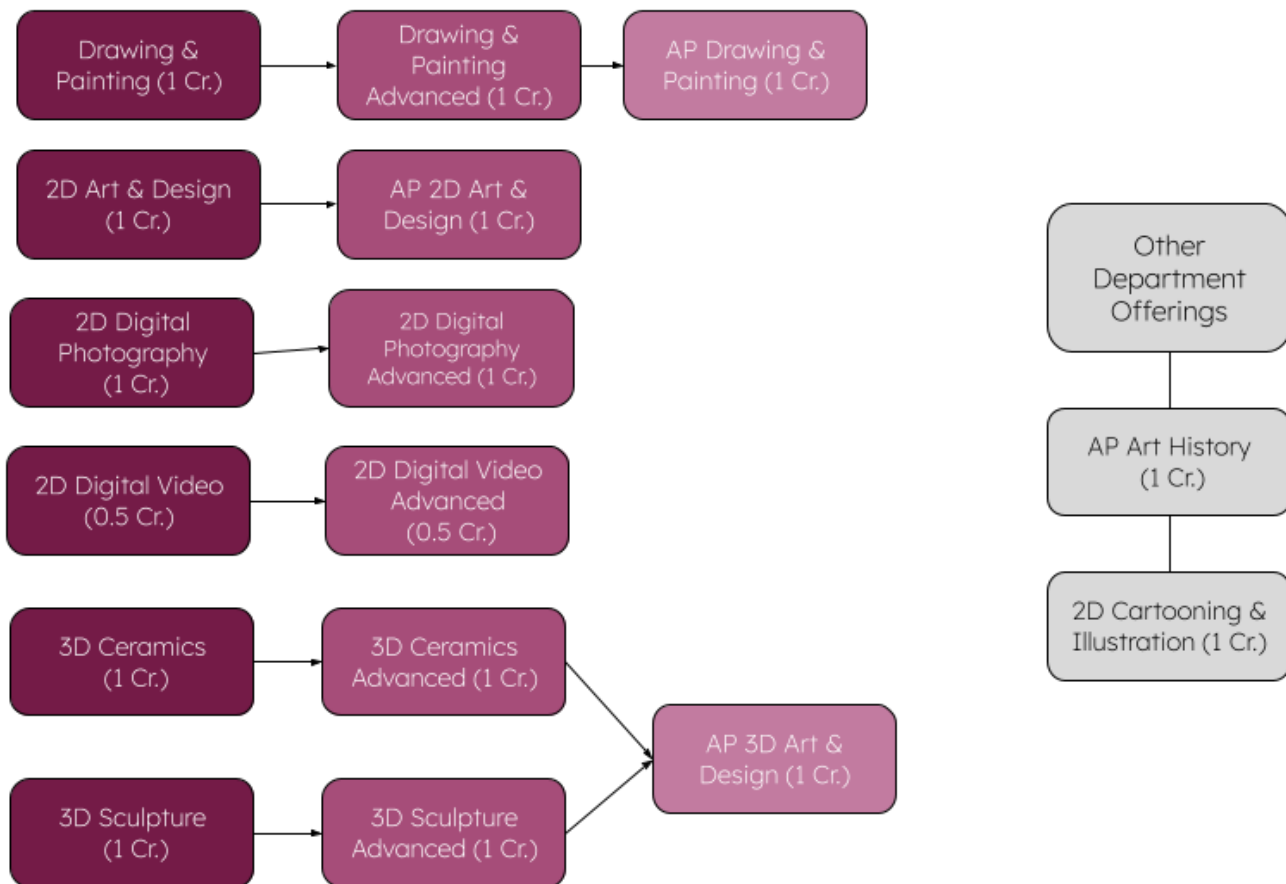 Drawing &
Painting (1 Cr.)
Drawing &
Painting
Advanced (1 Cr.)
AP Drawing &
Painting (1 Cr.)
2D Art & Design
(1 Cr.)
AP 2D Art &
Design (1 Cr.)
2D Digital
Photography
(1 Cr.)
2D Digital
Photography
Advanced (1 Cr.)
2D Digital Video
(0.5 Cr.)
2D Digital Video
Advanced
(0.5 Cr.)
3D Ceramics
(1 Cr.)
3D Ceramics
Advanced (1 Cr.)
3D Sculpture
(1 Cr.)
3D Sculpture
Advanced (1 Cr.)
AP 3D Art &
Design (1 Cr.)
Other
Department
Offerings
AP Art History
(1 Cr.)
2D Cartooning &
Illustration (1 Cr.)